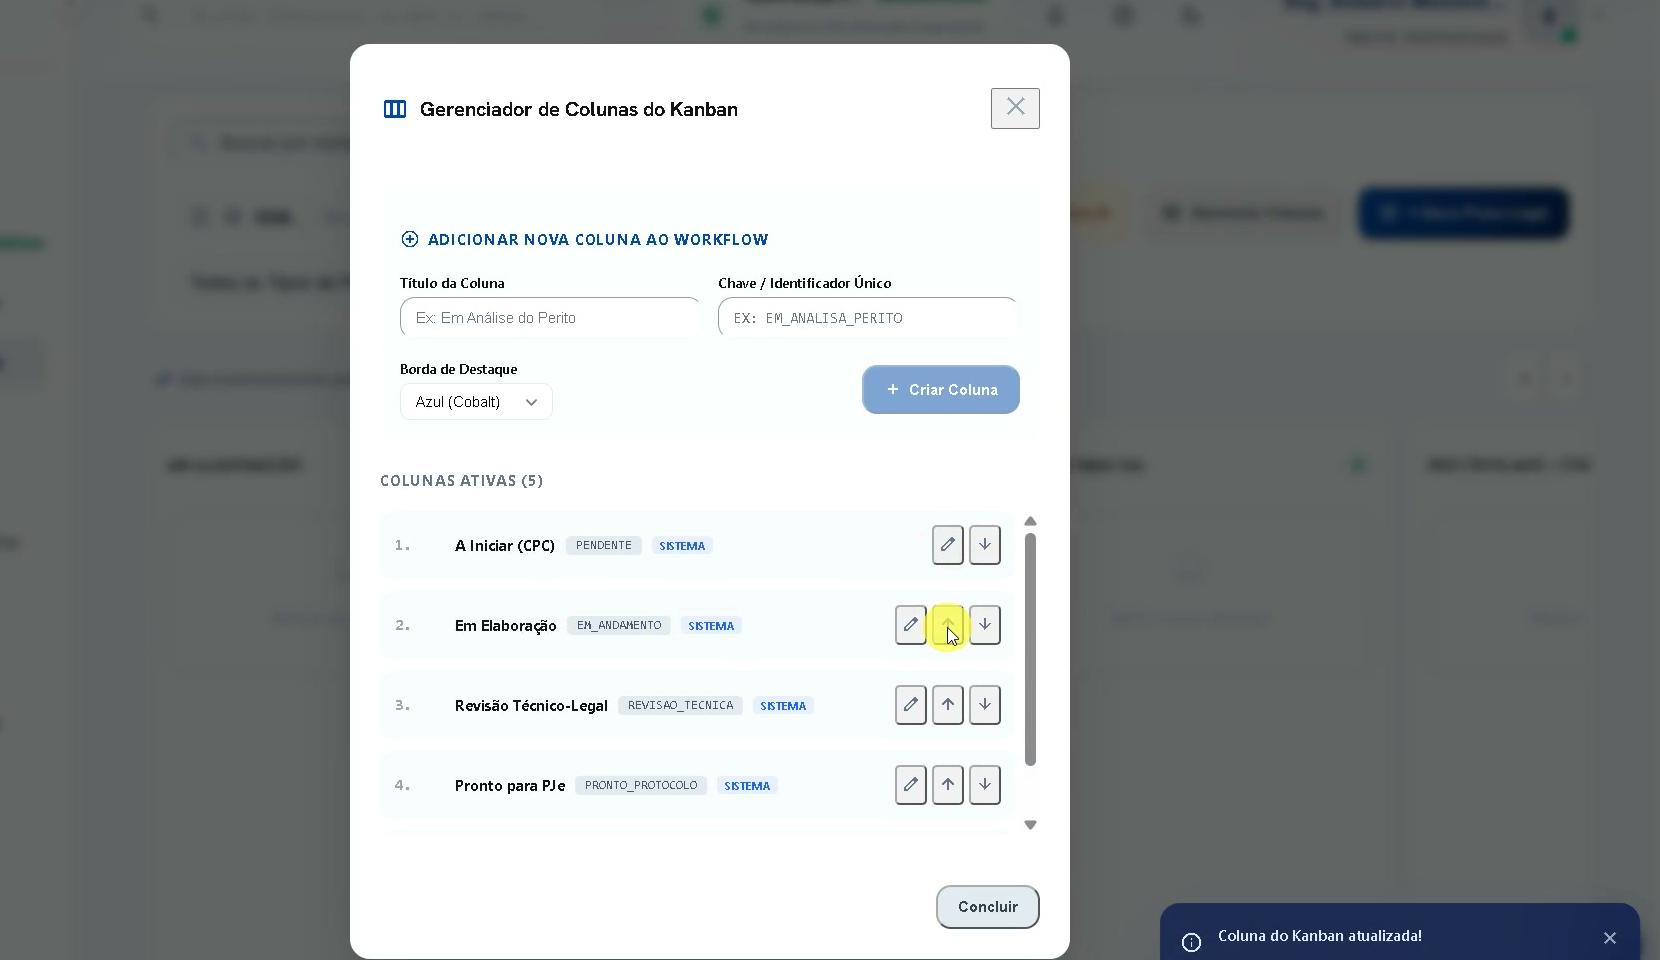 Gerenciador de Colunas do Kanban
ADICIONAR NOVA COLUNA AO WORKFLOW
Título da Coluna
Chave / Identificador Único
Ex: Em Análise do Perito
EX: EM_ANALISA_PERITO
Borda de Destaque
Azul (Cobalt)
+ Criar Coluna
COLUNAS ATIVAS (5)
1. A Iniciar (CPC) PENDENTE SISTEMA
2. Em Elaboração EM_ANDAMENTO SISTEMA
3. Revisão Técnico-Legal REVISAO_TECNICA SISTEMA
4. Pronto para PJe PRONTO_PROTOCOLO SISTEMA
Concluir
Coluna do Kanban atualizada!